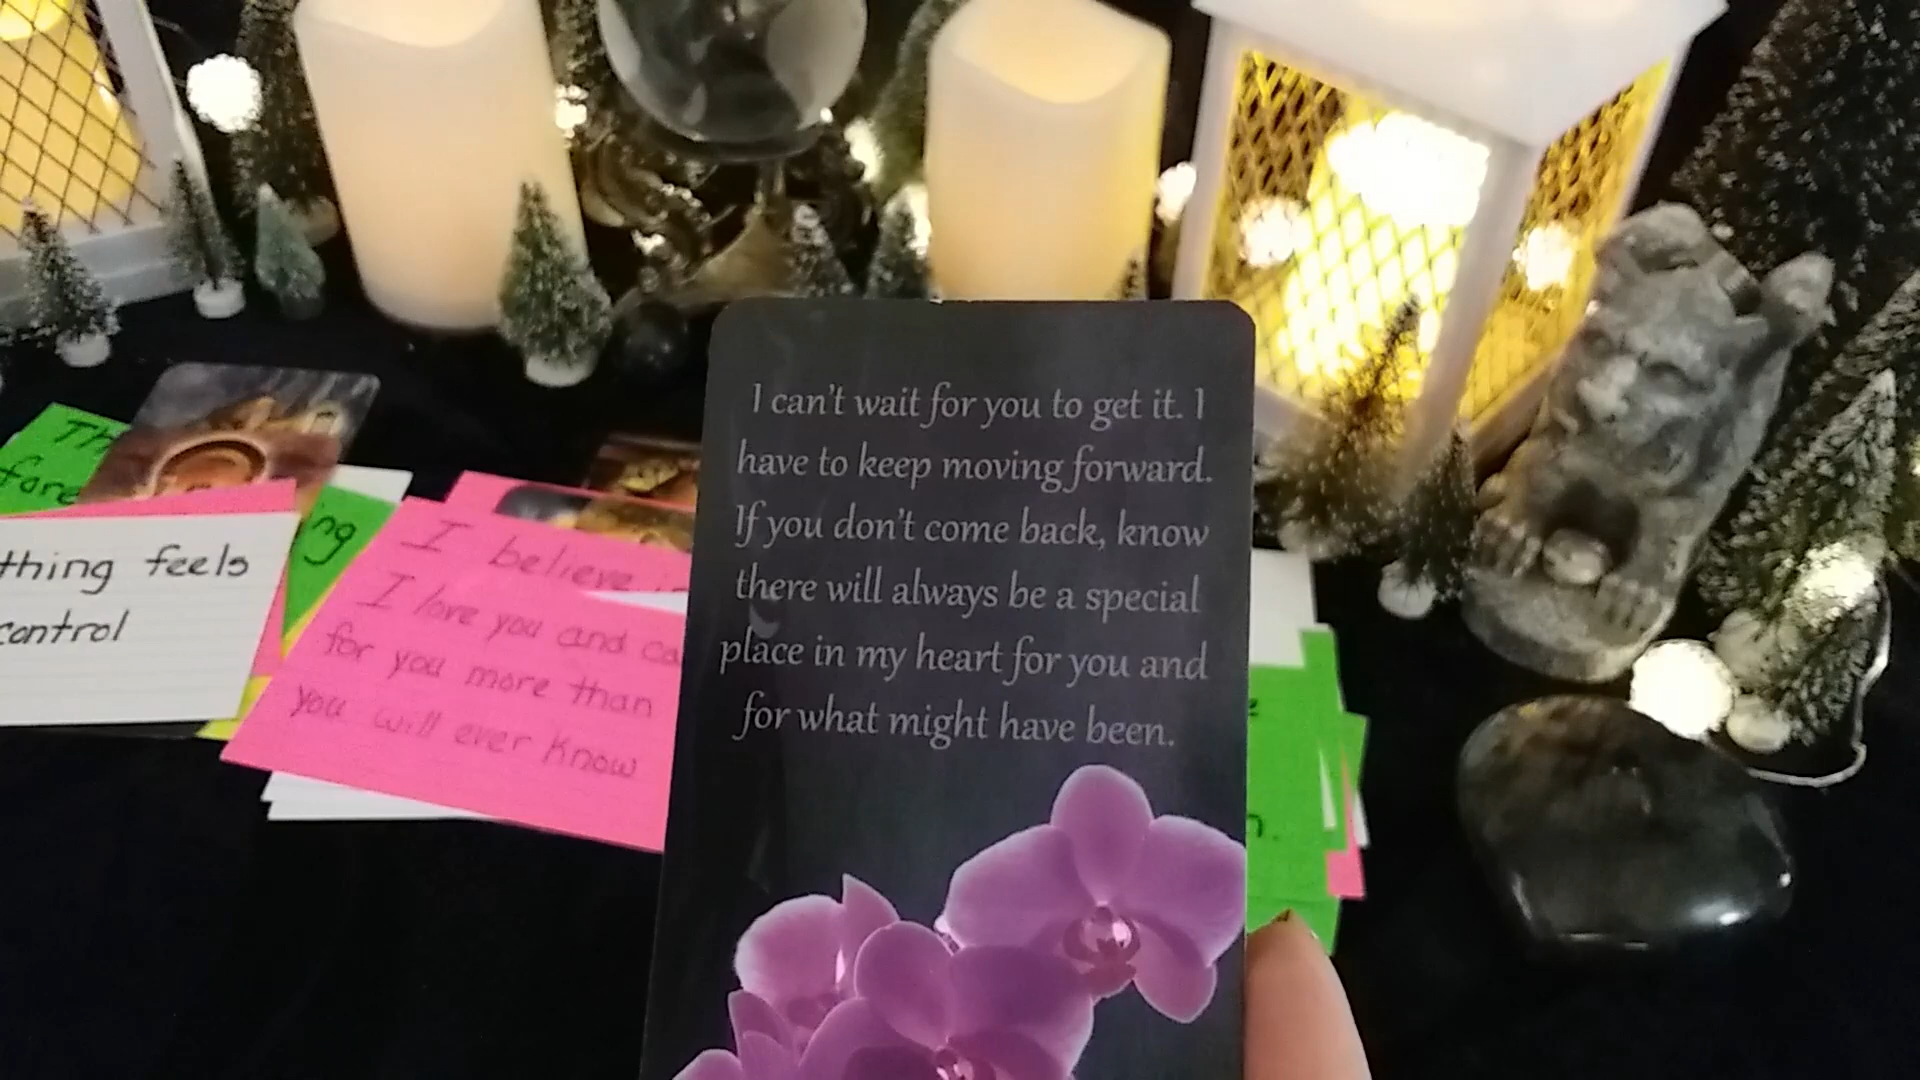 I can't wait for you to get it. I
have to keep moving forward.
If you don't come back, know
there will always be a special
place in my heart for you and
for what might have been.
thing feels
control
ng
I believe
I love you and
for you more than
you will ever know